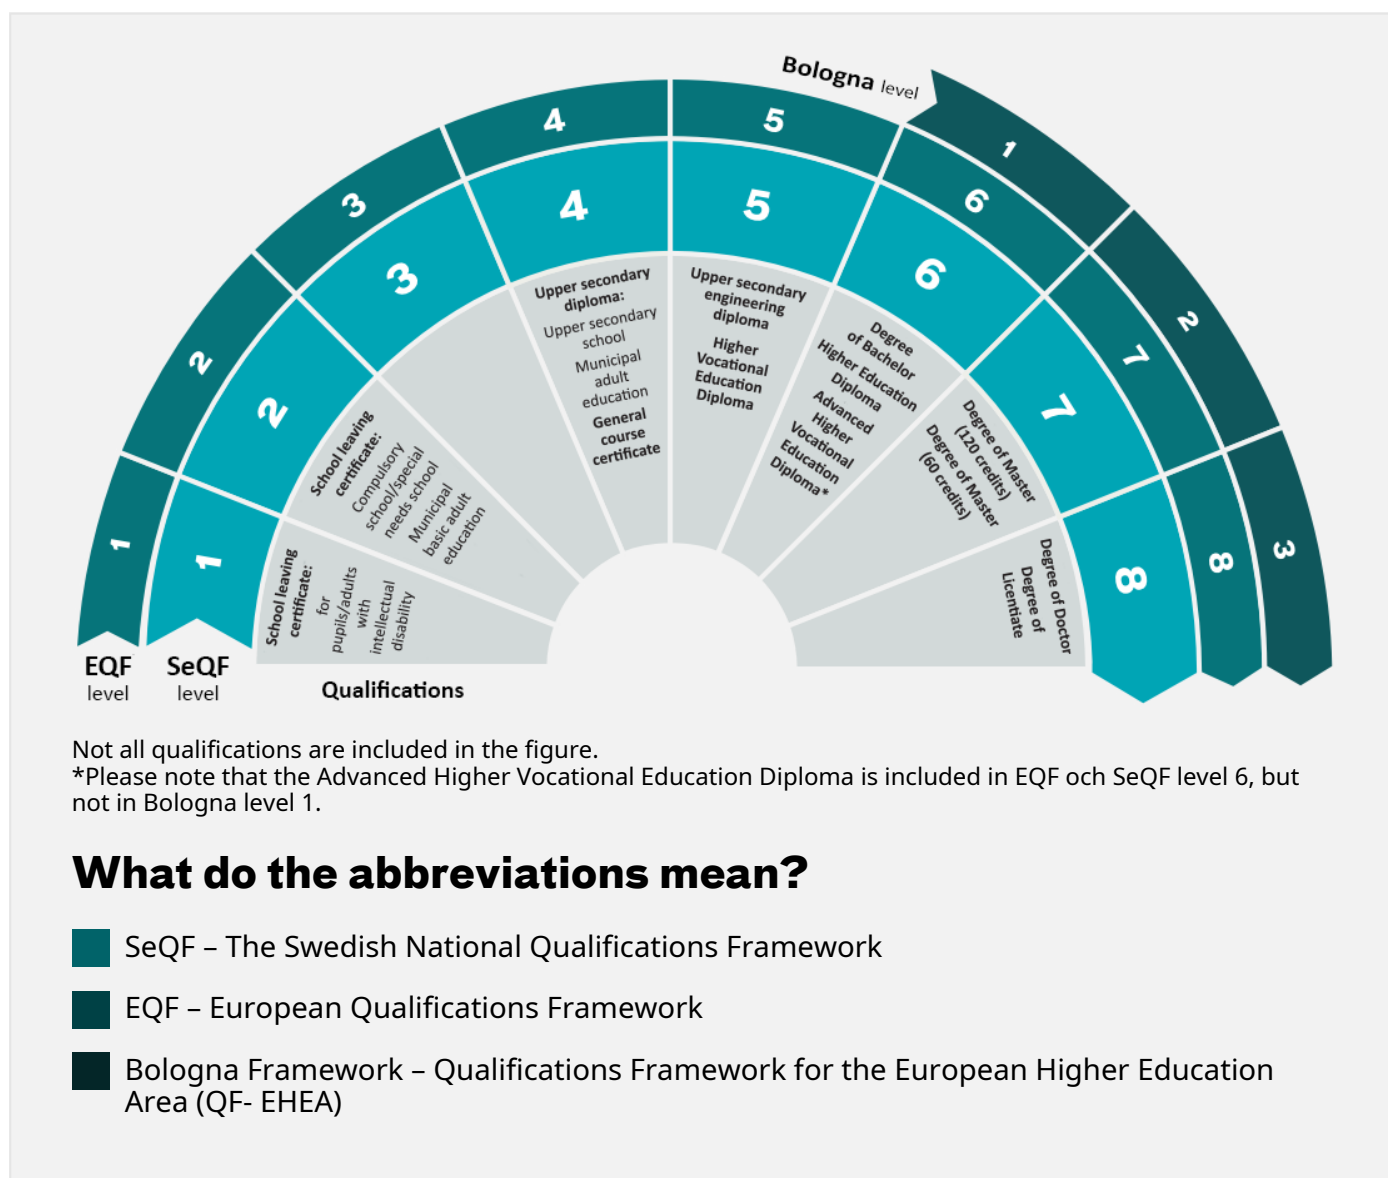 Bologna level
1
2
3
1
2
3
4
5
6
7
8
1
2
3
4
5
6
7
8
EQF
level
SeQF
level
Qualifications
School leaving
certificate:
for
pupils/adults
with
intellectual
disability
School leaving
certificate:
Compulsory
school/special
needs school
Municipal
basic adult
education
Upper secondary
diploma:
Upper secondary
school
Municipal
adult
education
General
course
certificate
Upper secondary
engineering
diploma
Higher
Vocational
Education
Diploma
Degree
of Bachelor
Higher Education
Diploma
Advanced
Higher
Vocational
Education
Diploma*
Degree of Master
(120 credits)
Degree of Master
(60 credits)
Degree of Doctor
Degree of
Licentiate
Not all qualifications are included in the figure.
*Please note that the Advanced Higher Vocational Education Diploma is included in EQF och SeQF level 6, but
not in Bologna level 1.
What do the abbreviations mean?
SeQF – The Swedish National Qualifications Framework
EQF – European Qualifications Framework
Bologna Framework – Qualifications Framework for the European Higher Education
Area (QF- EHEA)